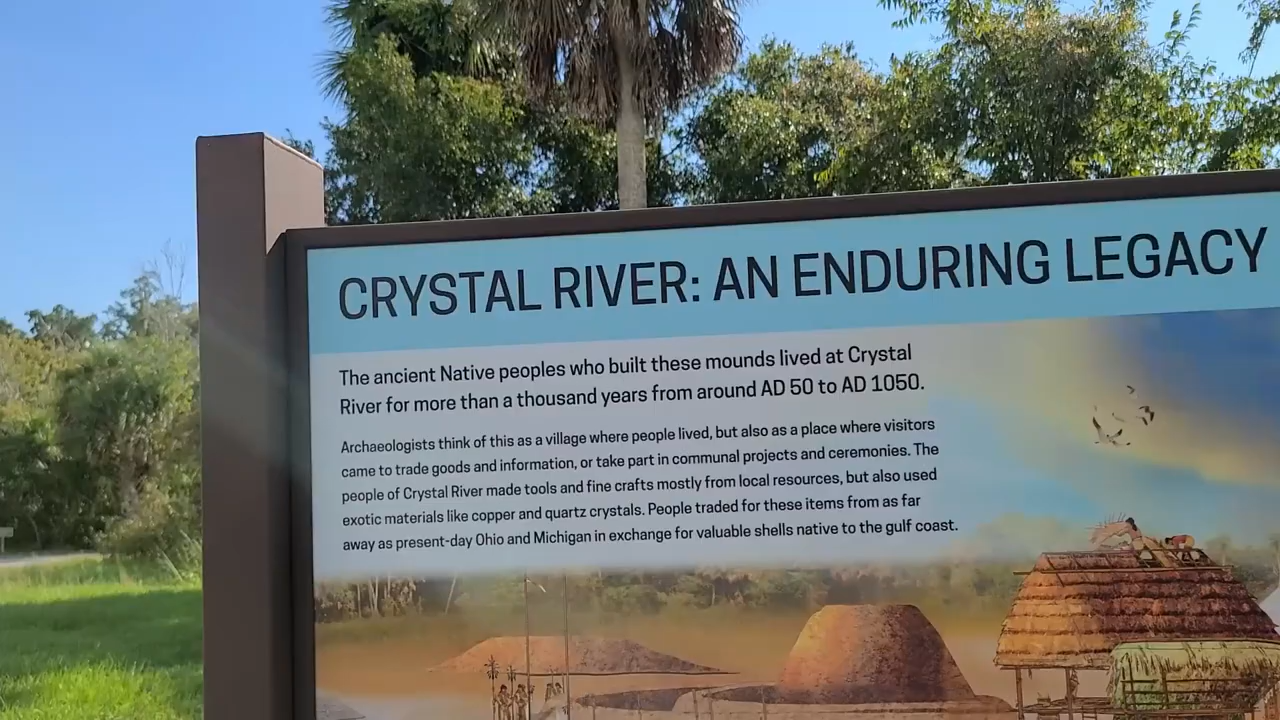 CRYSTAL RIVER: AN ENDURING LEGACY
The ancient Native peoples who built these mounds lived at Crystal
River for more than a thousand years from around AD 50 to AD 1050.
Archaeologists think of this as a village where people lived, but also as a place where visitors
came to trade goods and information, or take part in communal projects and ceremonies. The
people of Crystal River made tools and fine crafts mostly from local resources, but also used
exotic materials like copper and quartz crystals. People traded for these items from as far
away as present-day Ohio and Michigan in exchange for valuable shells native to the gulf coast.